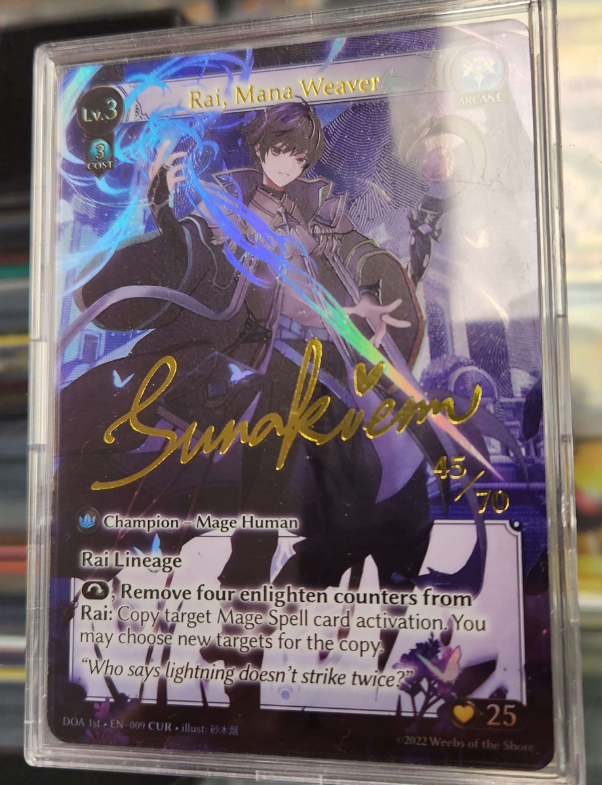 Rai, Mana Weaver
Lv.3
3
COST
ARCANE
Sunakiemu
45/70
Champion – Mage Human
Rai Lineage
, Remove four enlighten counters from
Rai: Copy target Mage Spell card activation. You
may choose new targets for the copy.
“Who says lightning doesn’t strike twice?”
25
DOA 1st • EN-009 CUR • illust: 砂木烟
©2022 Weebs of the Shore